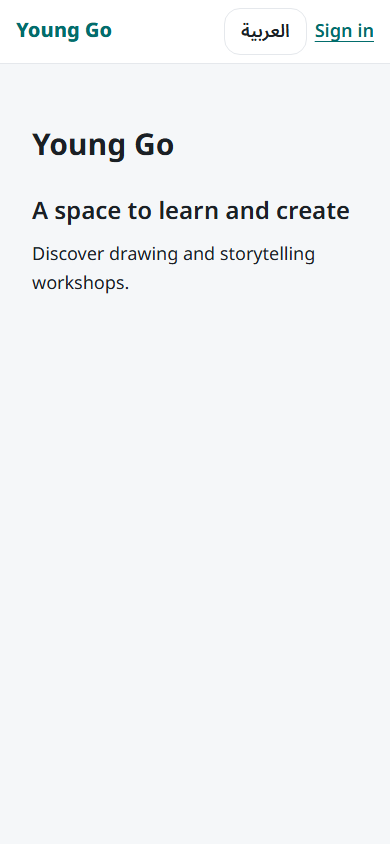 Young Go
العربية
Sign in
Young Go
A space to learn and create
Discover drawing and storytelling
workshops.